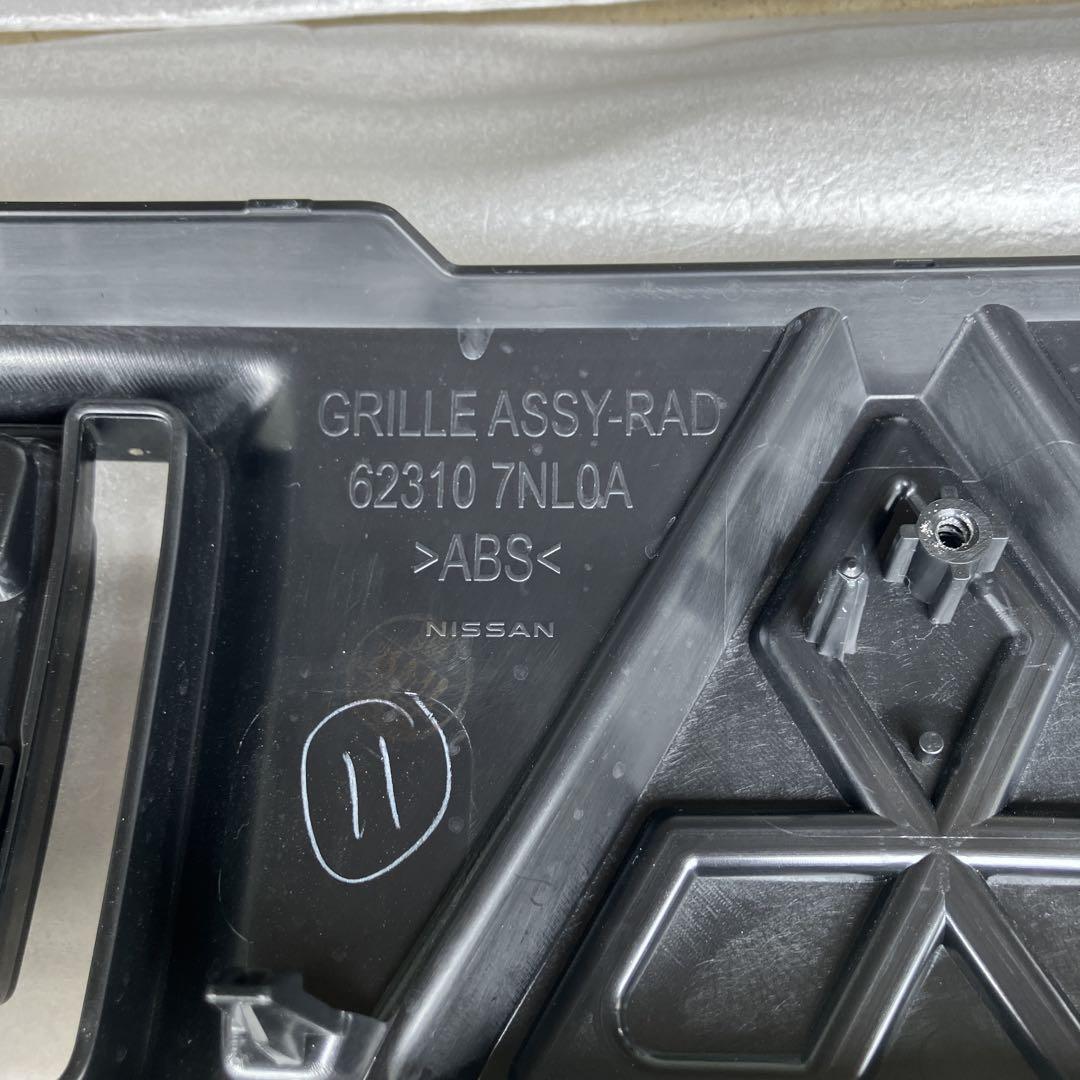 GRILLE ASSY-RAD
62310 7NL0A
>ABS<
NISSAN
11